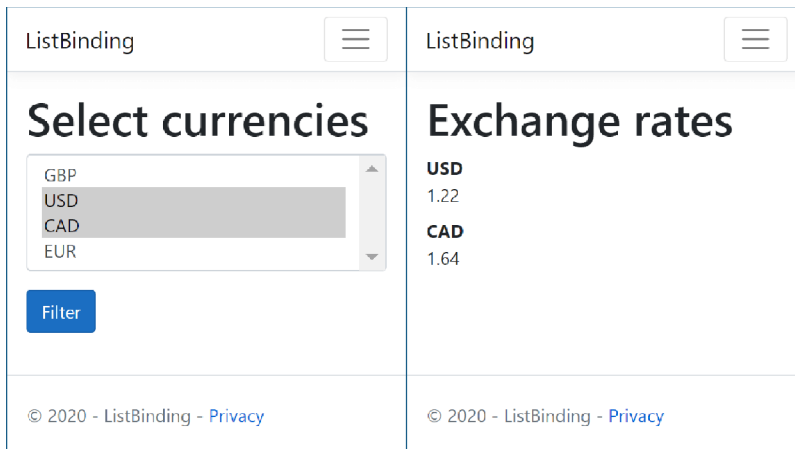 ListBinding
Select currencies
GBP
USD
CAD
EUR
Filter
© 2020 - ListBinding - Privacy
ListBinding
Exchange rates
USD
1.22
CAD
1.64
© 2020 - ListBinding - Privacy